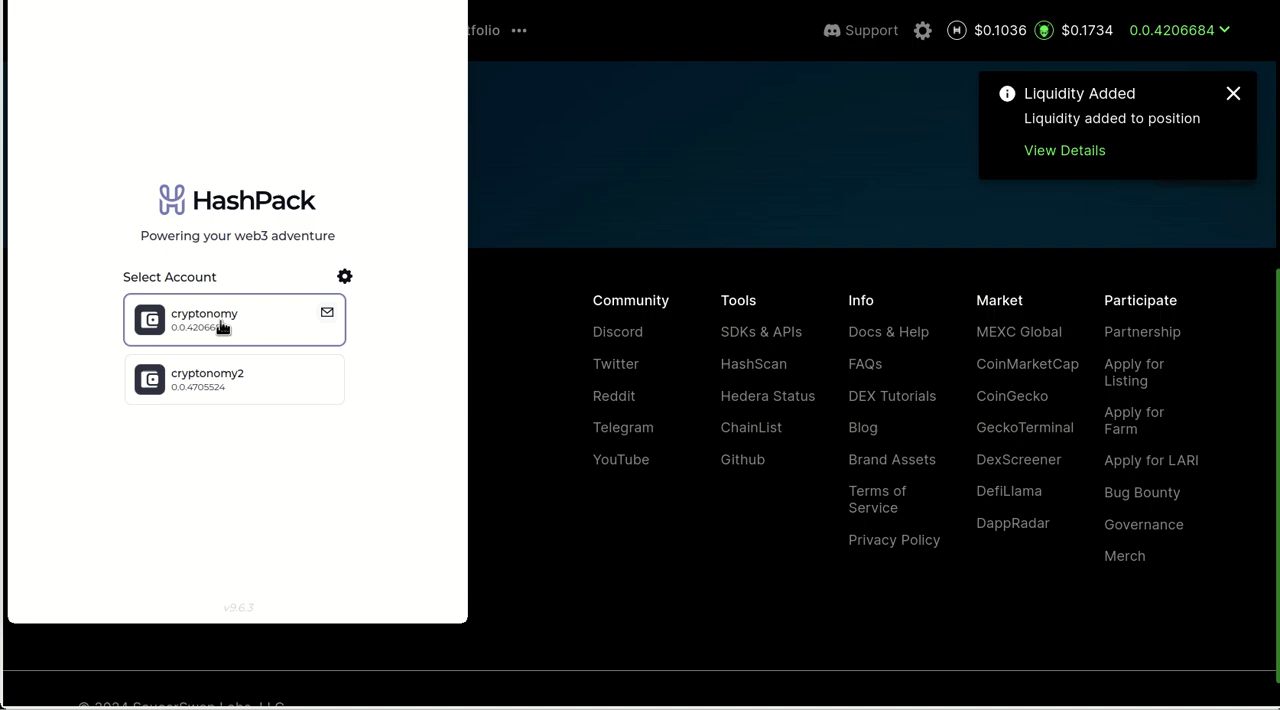 tfolio
Support
$0.1036
$0.1734
0.0.4206684
Liquidity Added
Liquidity added to position
View Details
HashPack
Powering your web3 adventure
Select Account
cryptonomy
cryptonomy2
0.0.4705524
v9.6.3
Community
Discord
Twitter
Reddit
Telegram
YouTube
Tools
SDKs & APIs
HashScan
Hedera Status
ChainList
Github
Info
Docs & Help
FAQs
DEX Tutorials
Blog
Brand Assets
Terms of
Service
Privacy Policy
Market
MEXC Global
CoinMarketCap
CoinGecko
GeckoTerminal
DexScreener
DefiLlama
DappRadar
Participate
Partnership
Apply for
Listing
Apply for
Farm
Apply for LARI
Bug Bounty
Governance
Merch
© 2024 SaucerSwap Labs, LLC